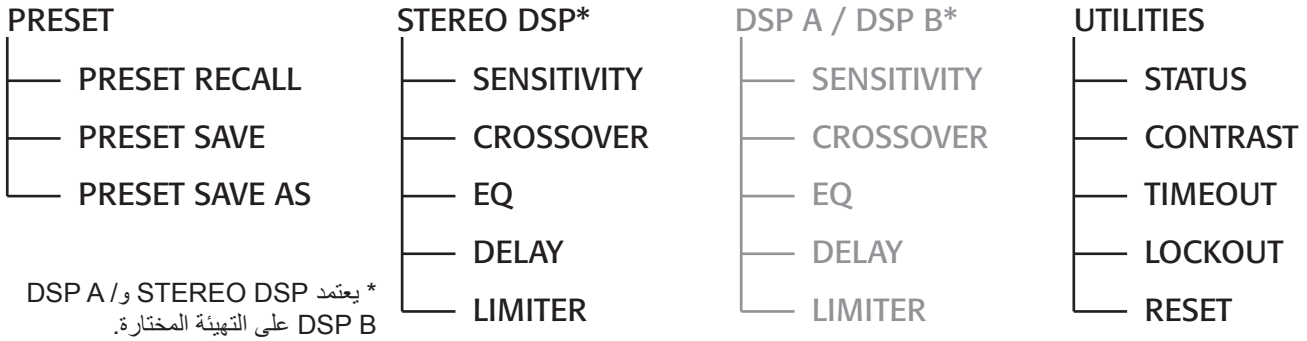 PRESET
PRESET RECALL
PRESET SAVE
PRESET SAVE AS
* يعتمد STEREO DSP و/ DSP A
DSP B على التهيئة المختارة.
STEREO DSP*
SENSITIVITY
CROSSOVER
EQ
DELAY
LIMITER
DSP A / DSP B*
SENSITIVITY
CROSSOVER
EQ
DELAY
LIMITER
UTILITIES
STATUS
CONTRAST
TIMEOUT
LOCKOUT
RESET